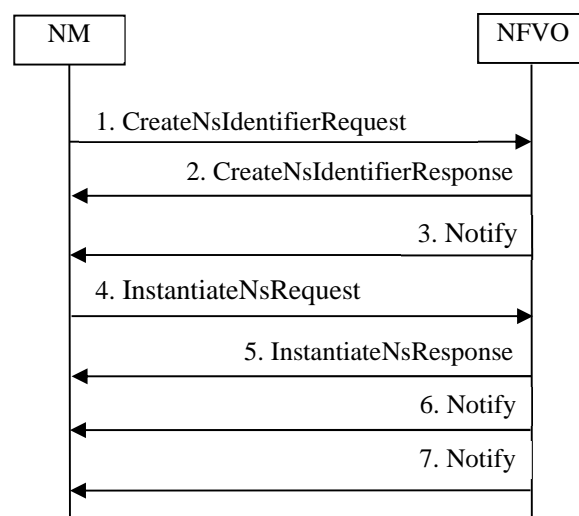 NM
NFVO
1. CreateNsIdentifierRequest
2. CreateNsIdentifierResponse
3. Notify
4. InstantiateNsRequest
5. InstantiateNsResponse
6. Notify
7. Notify